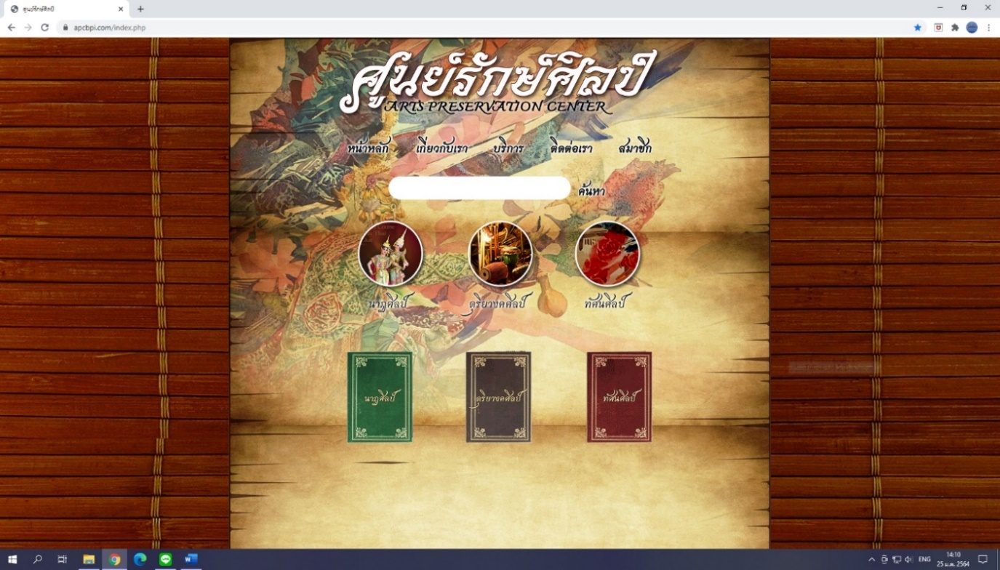 ศูนย์รักษ์ศิลป์
apcbpi.com/index.php
ศูนย์รักษ์ศิลป์
ARTS PRESERVATION CENTER
หน้าหลัก เกี่ยวกับเรา บริการ ติดต่อเรา สมาชิก
ค้นหา
นาฏศิลป์ ดุริยางคศิลป์ ทัศนศิลป์
นาฏศิลป์ ดุริยางคศิลป์ ทัศนศิลป์
ENG
14:10
25 ม.ค. 2564